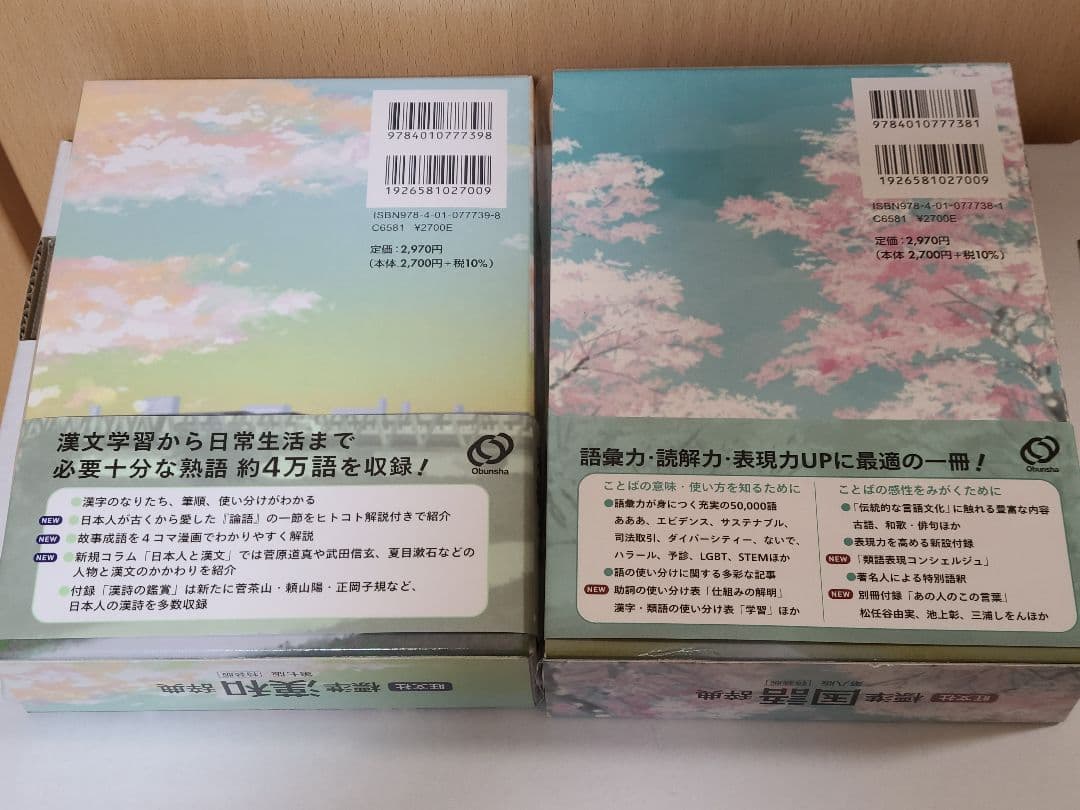 9784010777398
1926581027009
ISBN978-4-01-077739-8
C6581 ¥2700E
定価:2,970円
(本体 2,700円+税10%)
漢文学習から日常生活まで
必要十分な熟語 約4万語を収録!
Obunsha
●漢字のなりたち、筆順、使い分けがわかる
NEW ●日本人が古くから愛した『論語』の一節をヒトコト解説付きで紹介
NEW ●故事成語を4コマ漫画でわかりやすく解説
NEW ●新規コラム「日本人と漢文」では菅原道真や武田信玄、夏目漱石などの
人物と漢文のかかわりを紹介
●付録「漢詩の鑑賞」は新たに菅茶山・頼山陽・正岡子規など、
日本人の漢詩を多数収録
旺文社 標準漢和辞典 第七版 [特装版]
9784010777381
1926581027009
ISBN978-4-01-077738-1
C6581 ¥2700E
定価:2,970円
(本体 2,700円+税10%)
語彙力・読解力・表現力UPに最適の一冊!
Obunsha
ことばの意味・使い方を知るために
●語彙力が身につく充実の50,000語
あああ、エビデンス、サステナブル、
司法取引、ダイバーシティー、ないで、
ハラール、予診、LGBT、STEMほか
●語の使い分けに関する多彩な記事
NEW 助詞の使い分け表「仕組みの解明」
漢字・類語の使い分け表「学習」ほか
ことばの感性をみがくために
●「伝統的な言語文化」に触れる豊富な内容
古語、和歌・俳句ほか
●表現力を高める新設付録
NEW 「類語表現コンシェルジュ」
●著名人による特別語釈
NEW 別冊付録「あの人のこの言葉」
松任谷由実、池上彰、三浦しをんほか
旺文社 標準国語辞典 第八版 [特装版]